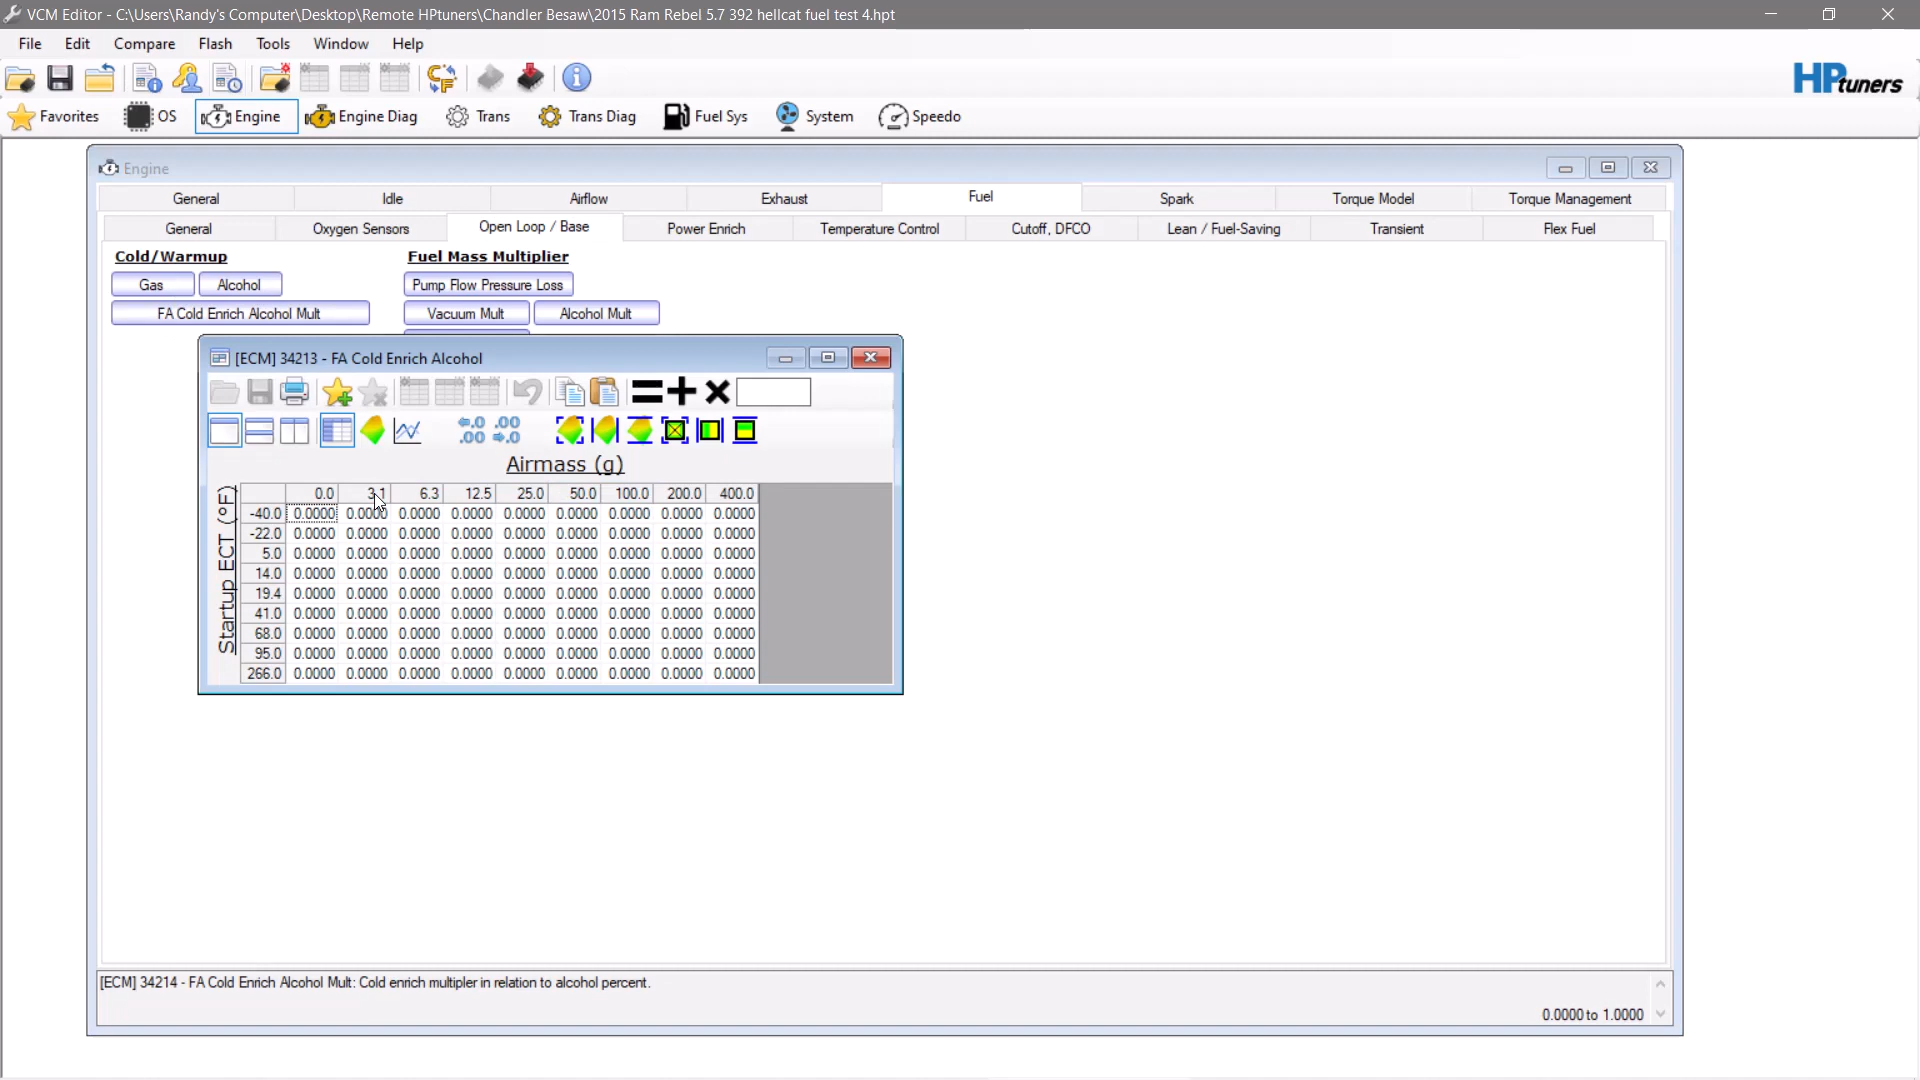 VCM Editor - C:\Users\Randy's Computer\Desktop\Remote HPtuners\Chandler Besaw\2015 Ram Rebel 5.7 392 hellcat fuel test 4.hpt
File Edit Compare Flash Tools Window Help
HPtuners
Favorites OS Engine Engine Diag Trans Trans Diag Fuel Sys System Speedo
Engine
General Idle Airflow Exhaust Fuel Spark Torque Model Torque Management
General Oxygen Sensors Open Loop / Base Power Enrich Temperature Control Cutoff, DFCO Lean / Fuel-Saving Transient Flex Fuel
Cold/Warmup Fuel Mass Multiplier
Gas Alcohol Pump Flow Pressure Loss
FA Cold Enrich Alcohol Mult Vacuum Mult Alcohol Mult
[ECM] 34213 - FA Cold Enrich Alcohol
.0 .00
.00 .0
Airmass (g)
Startup ECT (°F)
0.0 3.1 6.3 12.5 25.0 50.0 100.0 200.0 400.0
-40.0 0.0000 0.0000 0.0000 0.0000 0.0000 0.0000 0.0000 0.0000 0.0000
-22.0 0.0000 0.0000 0.0000 0.0000 0.0000 0.0000 0.0000 0.0000 0.0000
5.0 0.0000 0.0000 0.0000 0.0000 0.0000 0.0000 0.0000 0.0000 0.0000
14.0 0.0000 0.0000 0.0000 0.0000 0.0000 0.0000 0.0000 0.0000 0.0000
19.4 0.0000 0.0000 0.0000 0.0000 0.0000 0.0000 0.0000 0.0000 0.0000
41.0 0.0000 0.0000 0.0000 0.0000 0.0000 0.0000 0.0000 0.0000 0.0000
68.0 0.0000 0.0000 0.0000 0.0000 0.0000 0.0000 0.0000 0.0000 0.0000
95.0 0.0000 0.0000 0.0000 0.0000 0.0000 0.0000 0.0000 0.0000 0.0000
266.0 0.0000 0.0000 0.0000 0.0000 0.0000 0.0000 0.0000 0.0000 0.0000
[ECM] 34214 - FA Cold Enrich Alcohol Mult: Cold enrich multipler in relation to alcohol percent.
0.0000 to 1.0000